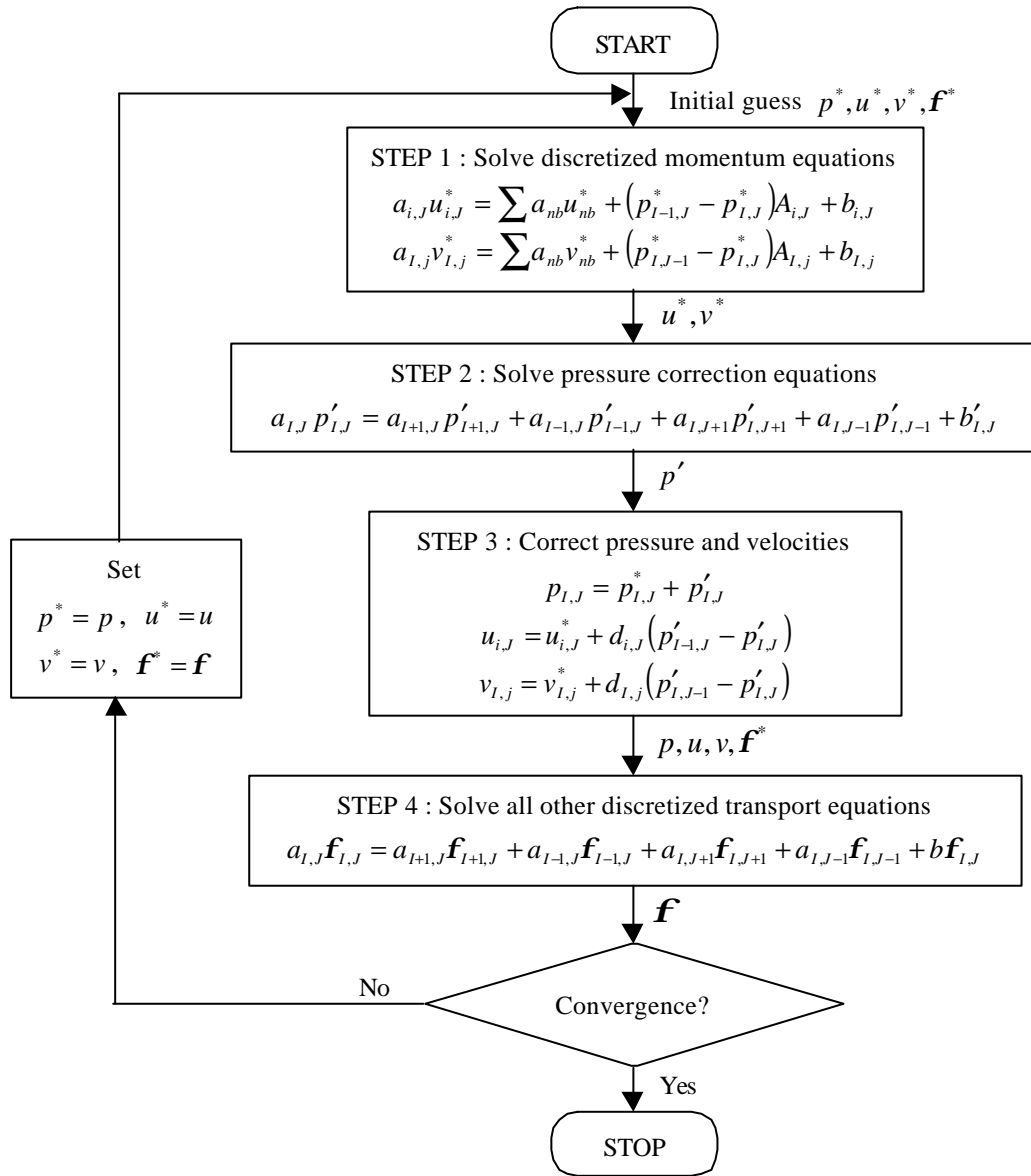 START
Initial guess p*, u*, v*, f*
STEP 1 : Solve discretized momentum equations
a_{i,J} u*_{i,J} = ∑ a_{nb} u*_{nb} + (p*_{I-1,J} − p*_{I,J}) A_{i,J} + b_{i,J}
a_{I,j} v*_{I,j} = ∑ a_{nb} v*_{nb} + (p*_{I,J-1} − p*_{I,J}) A_{I,j} + b_{I,j}
u*, v*
STEP 2 : Solve pressure correction equations
a_{I,J} p′_{I,J} = a_{I+1,J} p′_{I+1,J} + a_{I-1,J} p′_{I-1,J} + a_{I,J+1} p′_{I,J+1} + a_{I,J-1} p′_{I,J-1} + b′_{I,J}
p′
STEP 3 : Correct pressure and velocities
p_{I,J} = p*_{I,J} + p′_{I,J}
u_{i,J} = u*_{i,J} + d_{i,J} (p′_{I-1,J} − p′_{I,J})
v_{I,j} = v*_{I,j} + d_{I,j} (p′_{I,J-1} − p′_{I,J})
p, u, v, f*
STEP 4 : Solve all other discretized transport equations
a_{I,J} f_{I,J} = a_{I+1,J} f_{I+1,J} + a_{I-1,J} f_{I-1,J} + a_{I,J+1} f_{I,J+1} + a_{I,J-1} f_{I,J-1} + b f_{I,J}
f
Convergence?
No
Set
p* = p , u* = u
v* = v , f* = f
Yes
STOP